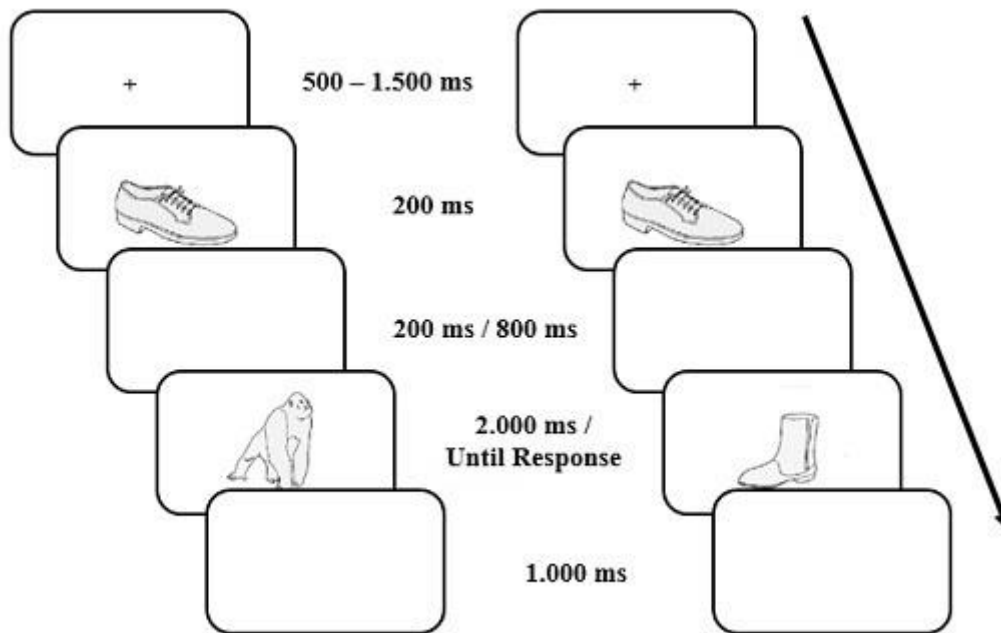 +
500 – 1.500 ms
+
200 ms
200 ms / 800 ms
2.000 ms /
Until Response
1.000 ms